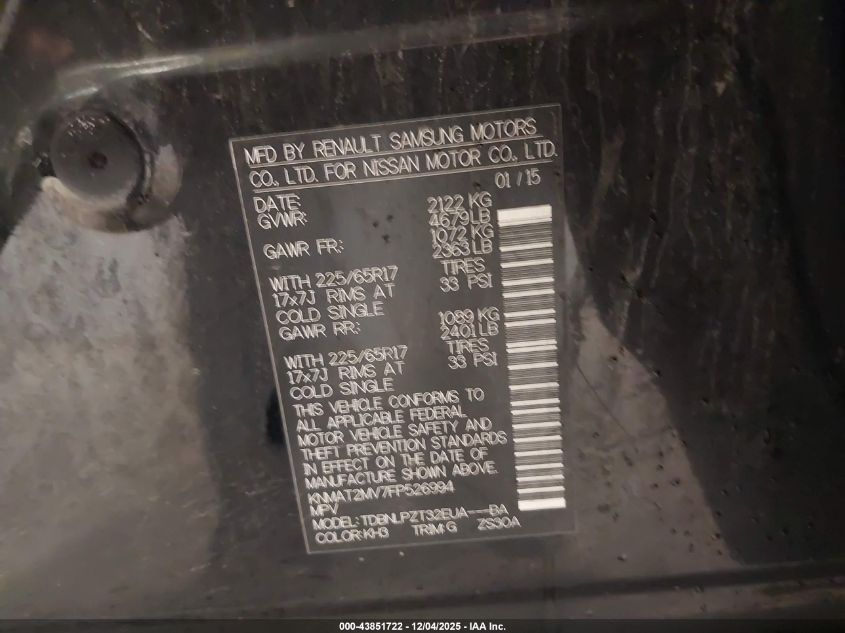 MFD BY RENAULT SAMSUNG MOTORS
CO., LTD. FOR NISSAN MOTOR CO., LTD.
DATE: 01 / 15
GVWR: 2122 KG
4679 LB
GAWR FR: 1072 KG
2363 LB
WITH 225/65R17 TIRES
17x7J RIMS AT 33 PSI
COLD SINGLE
GAWR RR: 1089 KG
2401 LB
WITH 225/65R17 TIRES
17x7J RIMS AT 33 PSI
COLD SINGLE
THIS VEHICLE CONFORMS TO
ALL APPLICABLE FEDERAL
MOTOR VEHICLE SAFETY AND
THEFT PREVENTION STANDARDS
IN EFFECT ON THE DATE OF
MANUFACTURE SHOWN ABOVE.
KNMAT2MV7FP526994
MPV
MODEL:TDBNLPZT32EUA---BA
COLOR:KH3 TRIM:G ZS30A
000-43851722 - 12/04/2025 - IAA Inc.